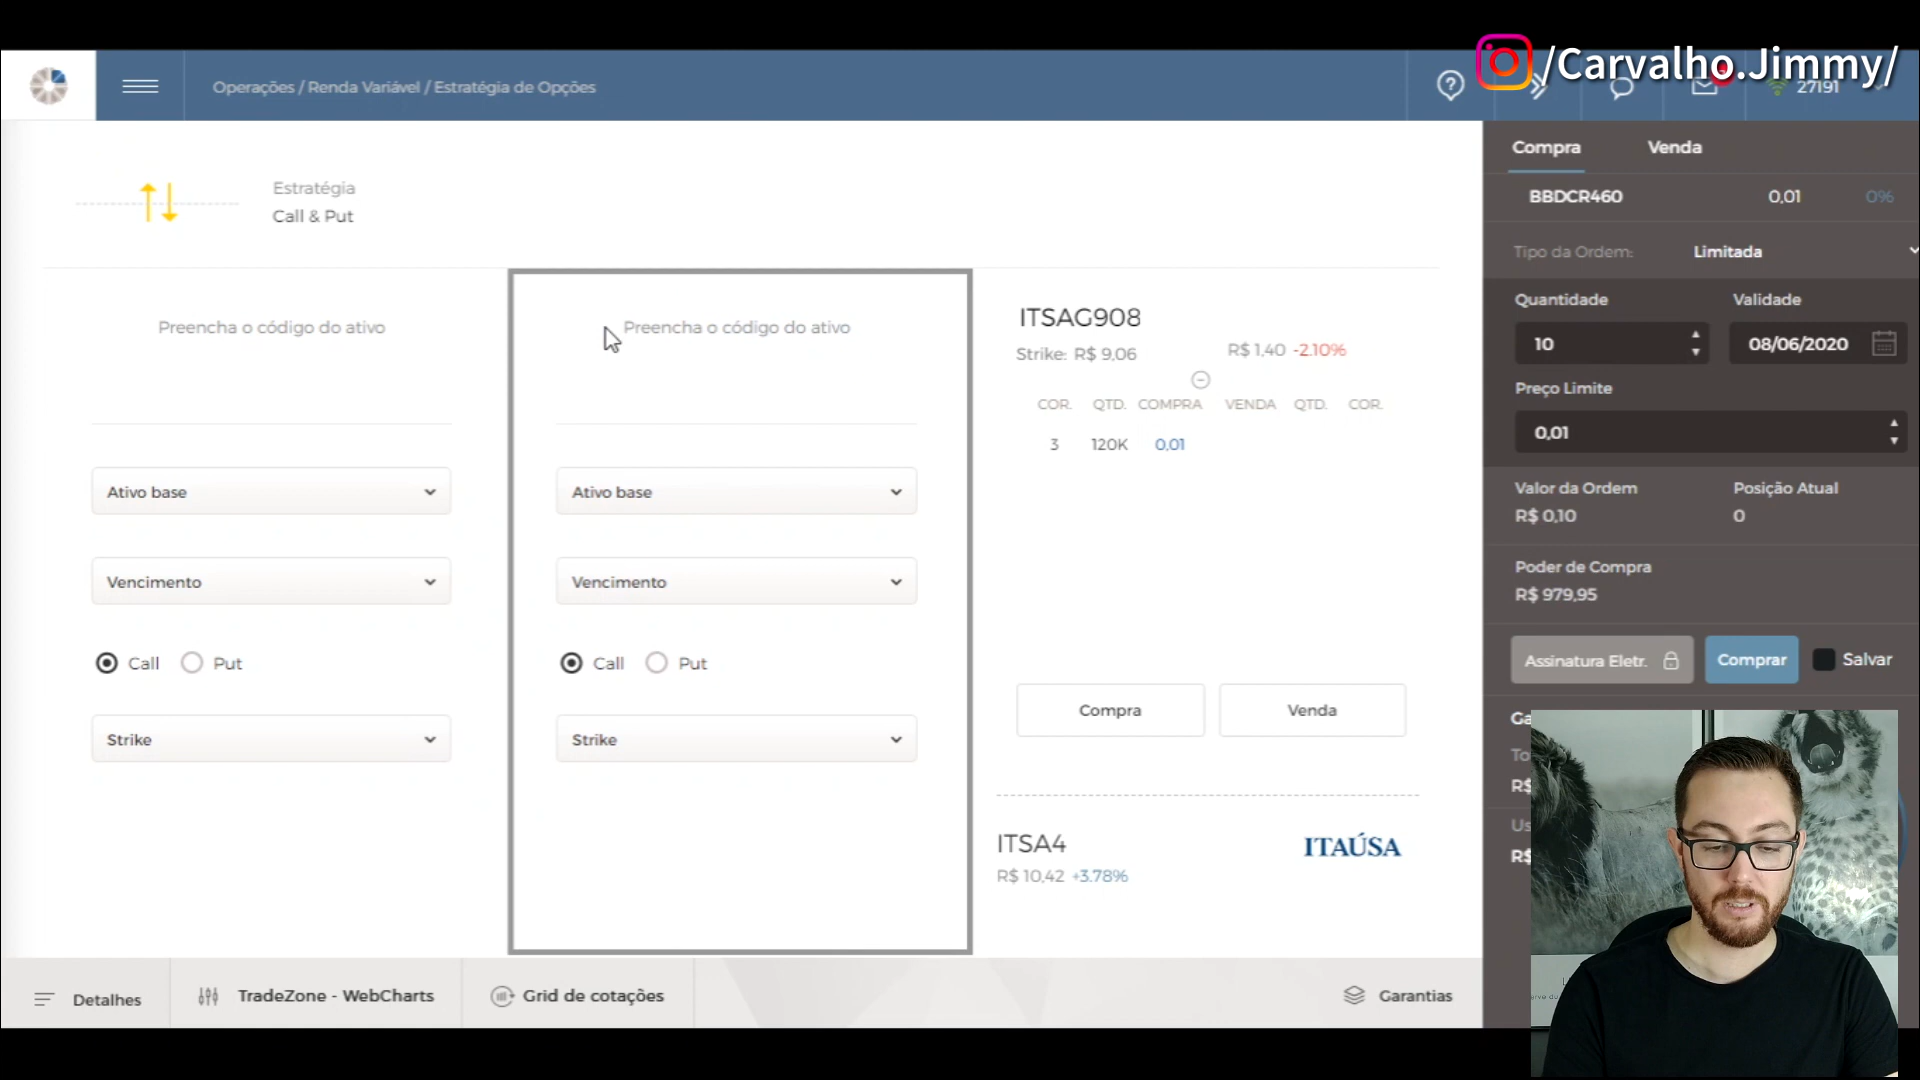 /Carvalho.Jimmy/
Operações / Renda Variável / Estratégia de Opções
27191
Estratégia
Call & Put
Preencha o código do ativo
Ativo base
Vencimento
Call Put
Strike
Preencha o código do ativo
Ativo base
Vencimento
Call Put
Strike
ITSAG908
Strike: R$ 9,06
R$ 1,40 -2.10%
COR. QTD. COMPRA VENDA QTD. COR.
3 120K 0,01
Compra Venda
ITSA4
R$ 10,42 +3.78%
ITAÚSA
Compra Venda
BBDCR460 0,01 0%
Tipo da Ordem: Limitada
Quantidade Validade
10 08/06/2020
Preço Limite
0,01
Valor da Ordem Posição Atual
R$ 0,10 0
Poder de Compra
R$ 979,95
Assinatura Eletr. Comprar Salvar
Ga
To
R$
Us
R$
Detalhes
TradeZone - WebCharts
Grid de cotações
Garantias